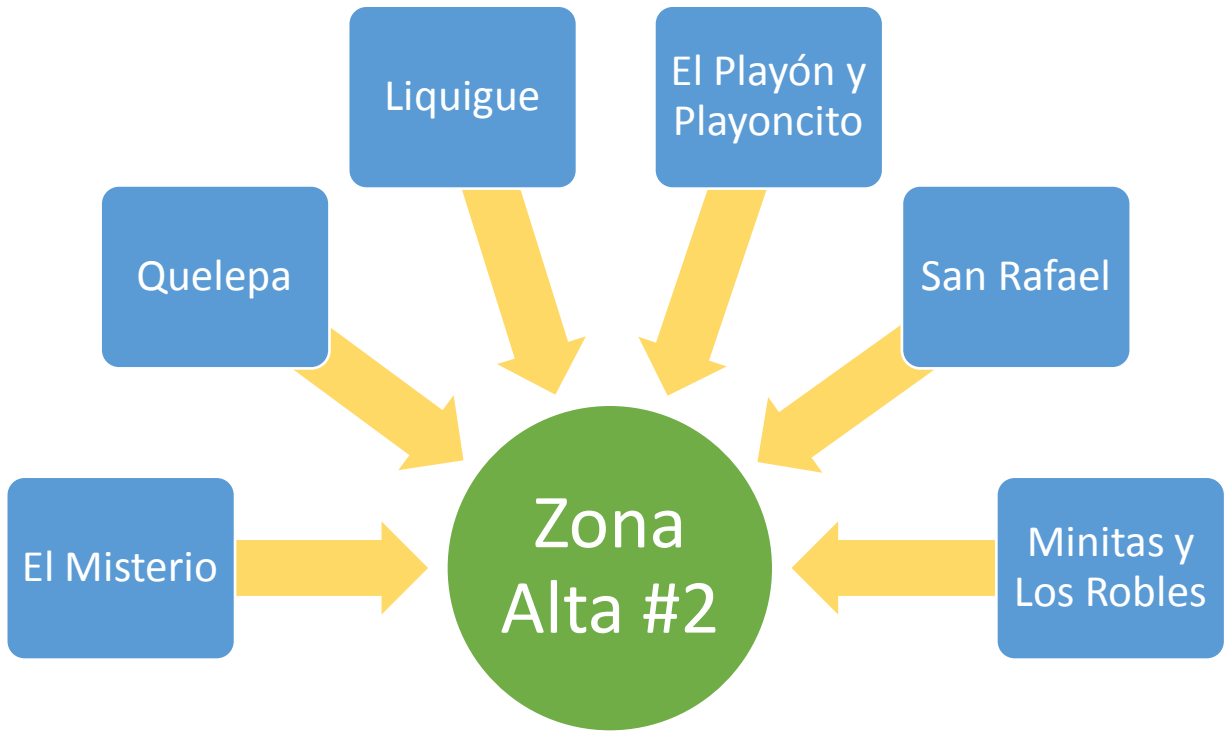 Liquigue
El Playón y
Playoncito
Quelepa
San Rafael
El Misterio
Zona
Alta #2
Minitas y
Los Robles